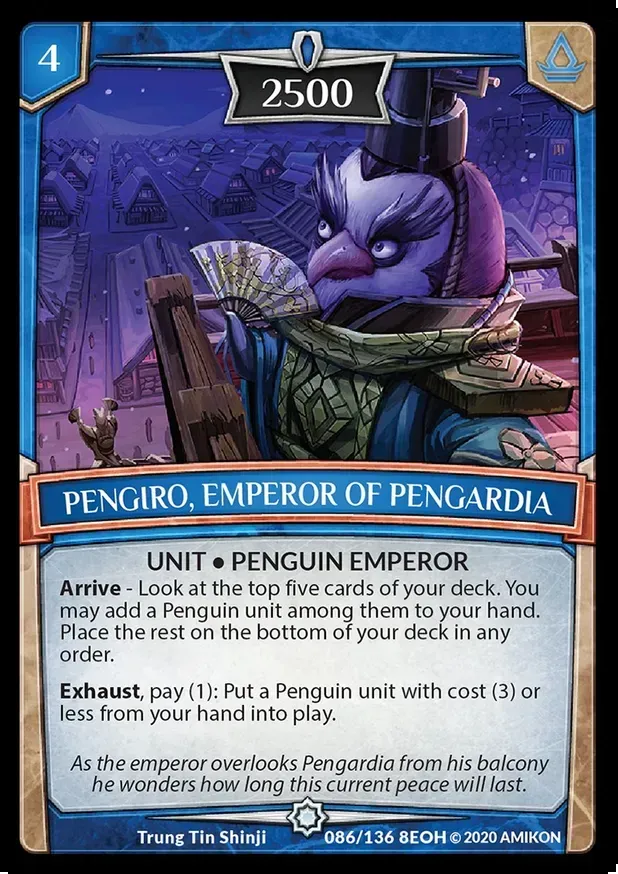 4
2500
PENGIRO, EMPEROR OF PENGARDIA
UNIT • PENGUIN EMPEROR
Arrive - Look at the top five cards of your deck. You
may add a Penguin unit among them to your hand.
Place the rest on the bottom of your deck in any
order.
Exhaust, pay (1): Put a Penguin unit with cost (3) or
less from your hand into play.
As the emperor overlooks Pengardia from his balcony
he wonders how long this current peace will last.
Trung Tin Shinji 086/136 8EOH © 2020 AMIKON